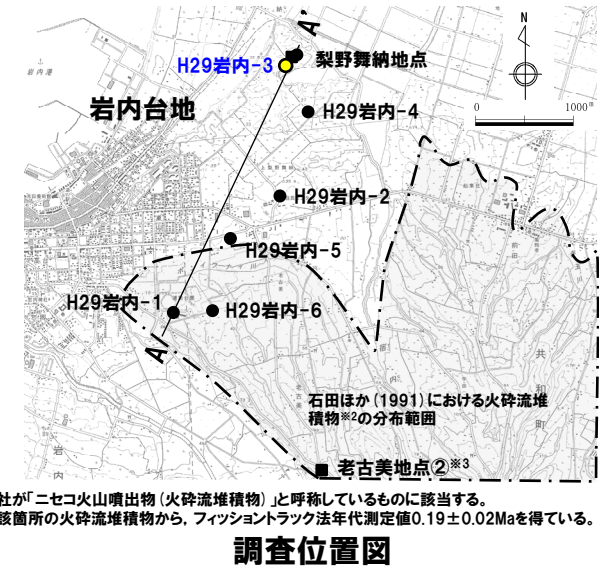 A'
N
H29岩内-3
梨野舞納地点
岩内台地
0 1000m
H29岩内-4
H29岩内-2
H29岩内-5
H29岩内-1
H29岩内-6
A
石田ほか(1991)における火砕流堆
積物※2の分布範囲
共和町
岩内
老古美地点②※3
社が「ニセコ火山噴出物(火砕流堆積物)」と呼称しているものに該当する。
該箇所の火砕流堆積物から,フィッショントラック法年代測定値0.19±0.02Maを得ている。
調査位置図